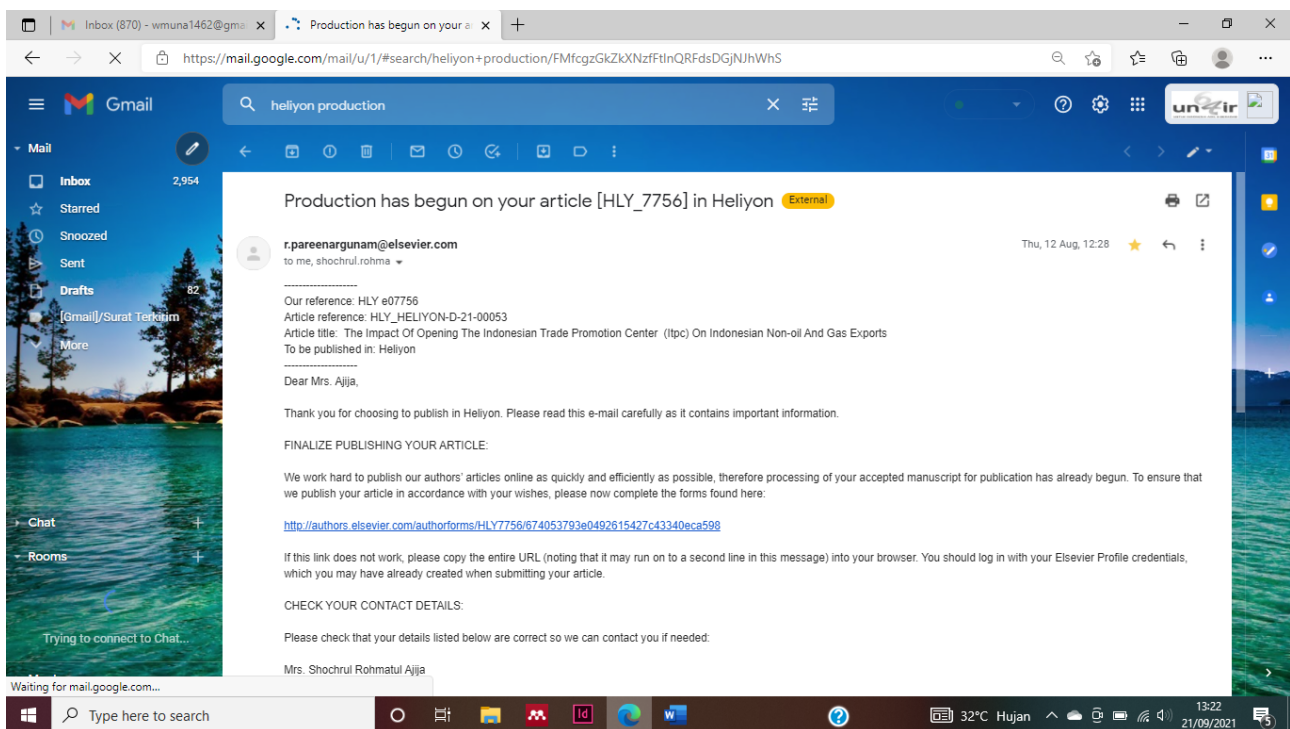 Inbox (870) - wmuna1462@gmai
Production has begun on your a
https://mail.google.com/mail/u/1/#search/heliyon+production/FMfcgzGkZkXNzfFtlnQRFdsDGjNJhWhS
Gmail
heliyon production
Mail
Inbox 2,954
Starred
Snoozed
Sent
Drafts 82
[Gmail]/Surat Terkirim
More
Chat
Rooms
Trying to connect to Chat...
Production has begun on your article [HLY_7756] in Heliyon External
r.pareenargunam@elsevier.com Thu, 12 Aug, 12:28
to me, shochrul.rohma
-------------------
Our reference: HLY e07756
Article reference: HLY_HELIYON-D-21-00053
Article title: The Impact Of Opening The Indonesian Trade Promotion Center (Itpc) On Indonesian Non-oil And Gas Exports
To be published in: Heliyon
-------------------
Dear Mrs. Ajija,
Thank you for choosing to publish in Heliyon. Please read this e-mail carefully as it contains important information.
FINALIZE PUBLISHING YOUR ARTICLE:
We work hard to publish our authors' articles online as quickly and efficiently as possible, therefore processing of your accepted manuscript for publication has already begun. To ensure that
we publish your article in accordance with your wishes, please now complete the forms found here:
http://authors.elsevier.com/authorforms/HLY7756/674053793e0492615427c43340eca598
If this link does not work, please copy the entire URL (noting that it may run on to a second line in this message) into your browser. You should log in with your Elsevier Profile credentials,
which you may have already created when submitting your article.
CHECK YOUR CONTACT DETAILS:
Please check that your details listed below are correct so we can contact you if needed:
Mrs. Shochrul Rohmatul Ajija
Waiting for mail.google.com...
Type here to search
32°C Hujan
13:22
21/09/2021